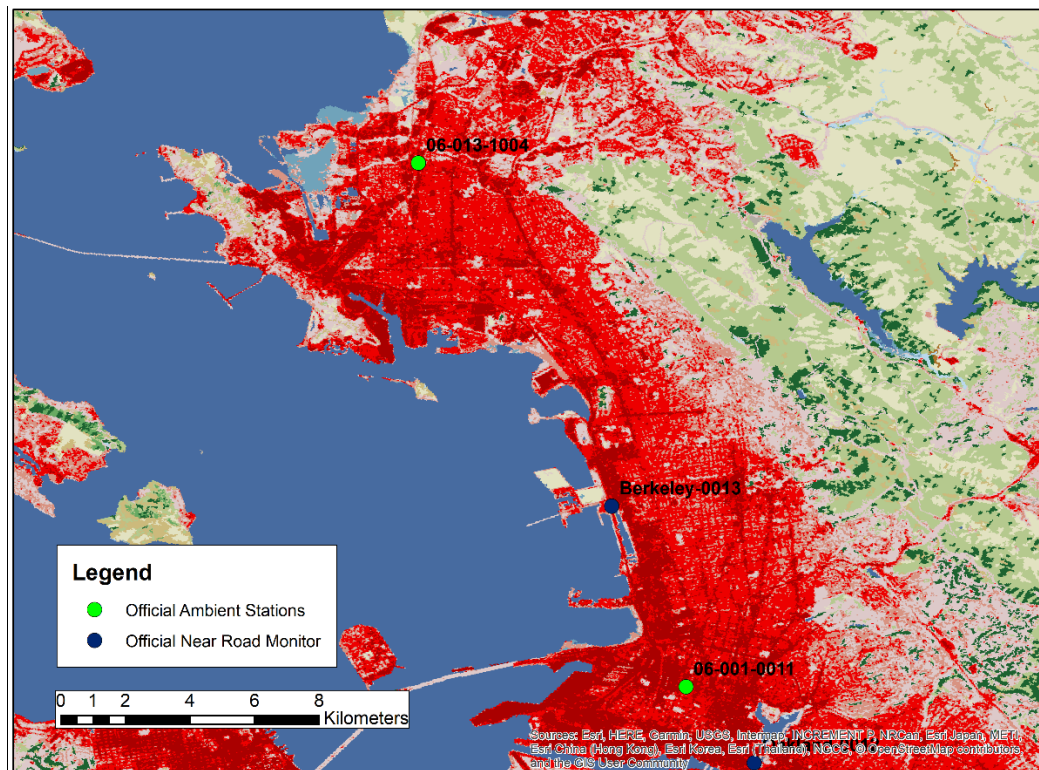 06-013-1004
Berkeley-0013
Legend
Official Ambient Stations
Official Near Road Monitor
06-001-0011
0 1 2 4 6 8
Kilometers
Sources: Esri, HERE, Garmin, USGS, Intermap, INCREMENT P, NRCan, Esri Japan, METI,
Esri China (Hong Kong), Esri Korea, Esri (Thailand), NGCC, © OpenStreetMap contributors,
and the GIS User Community